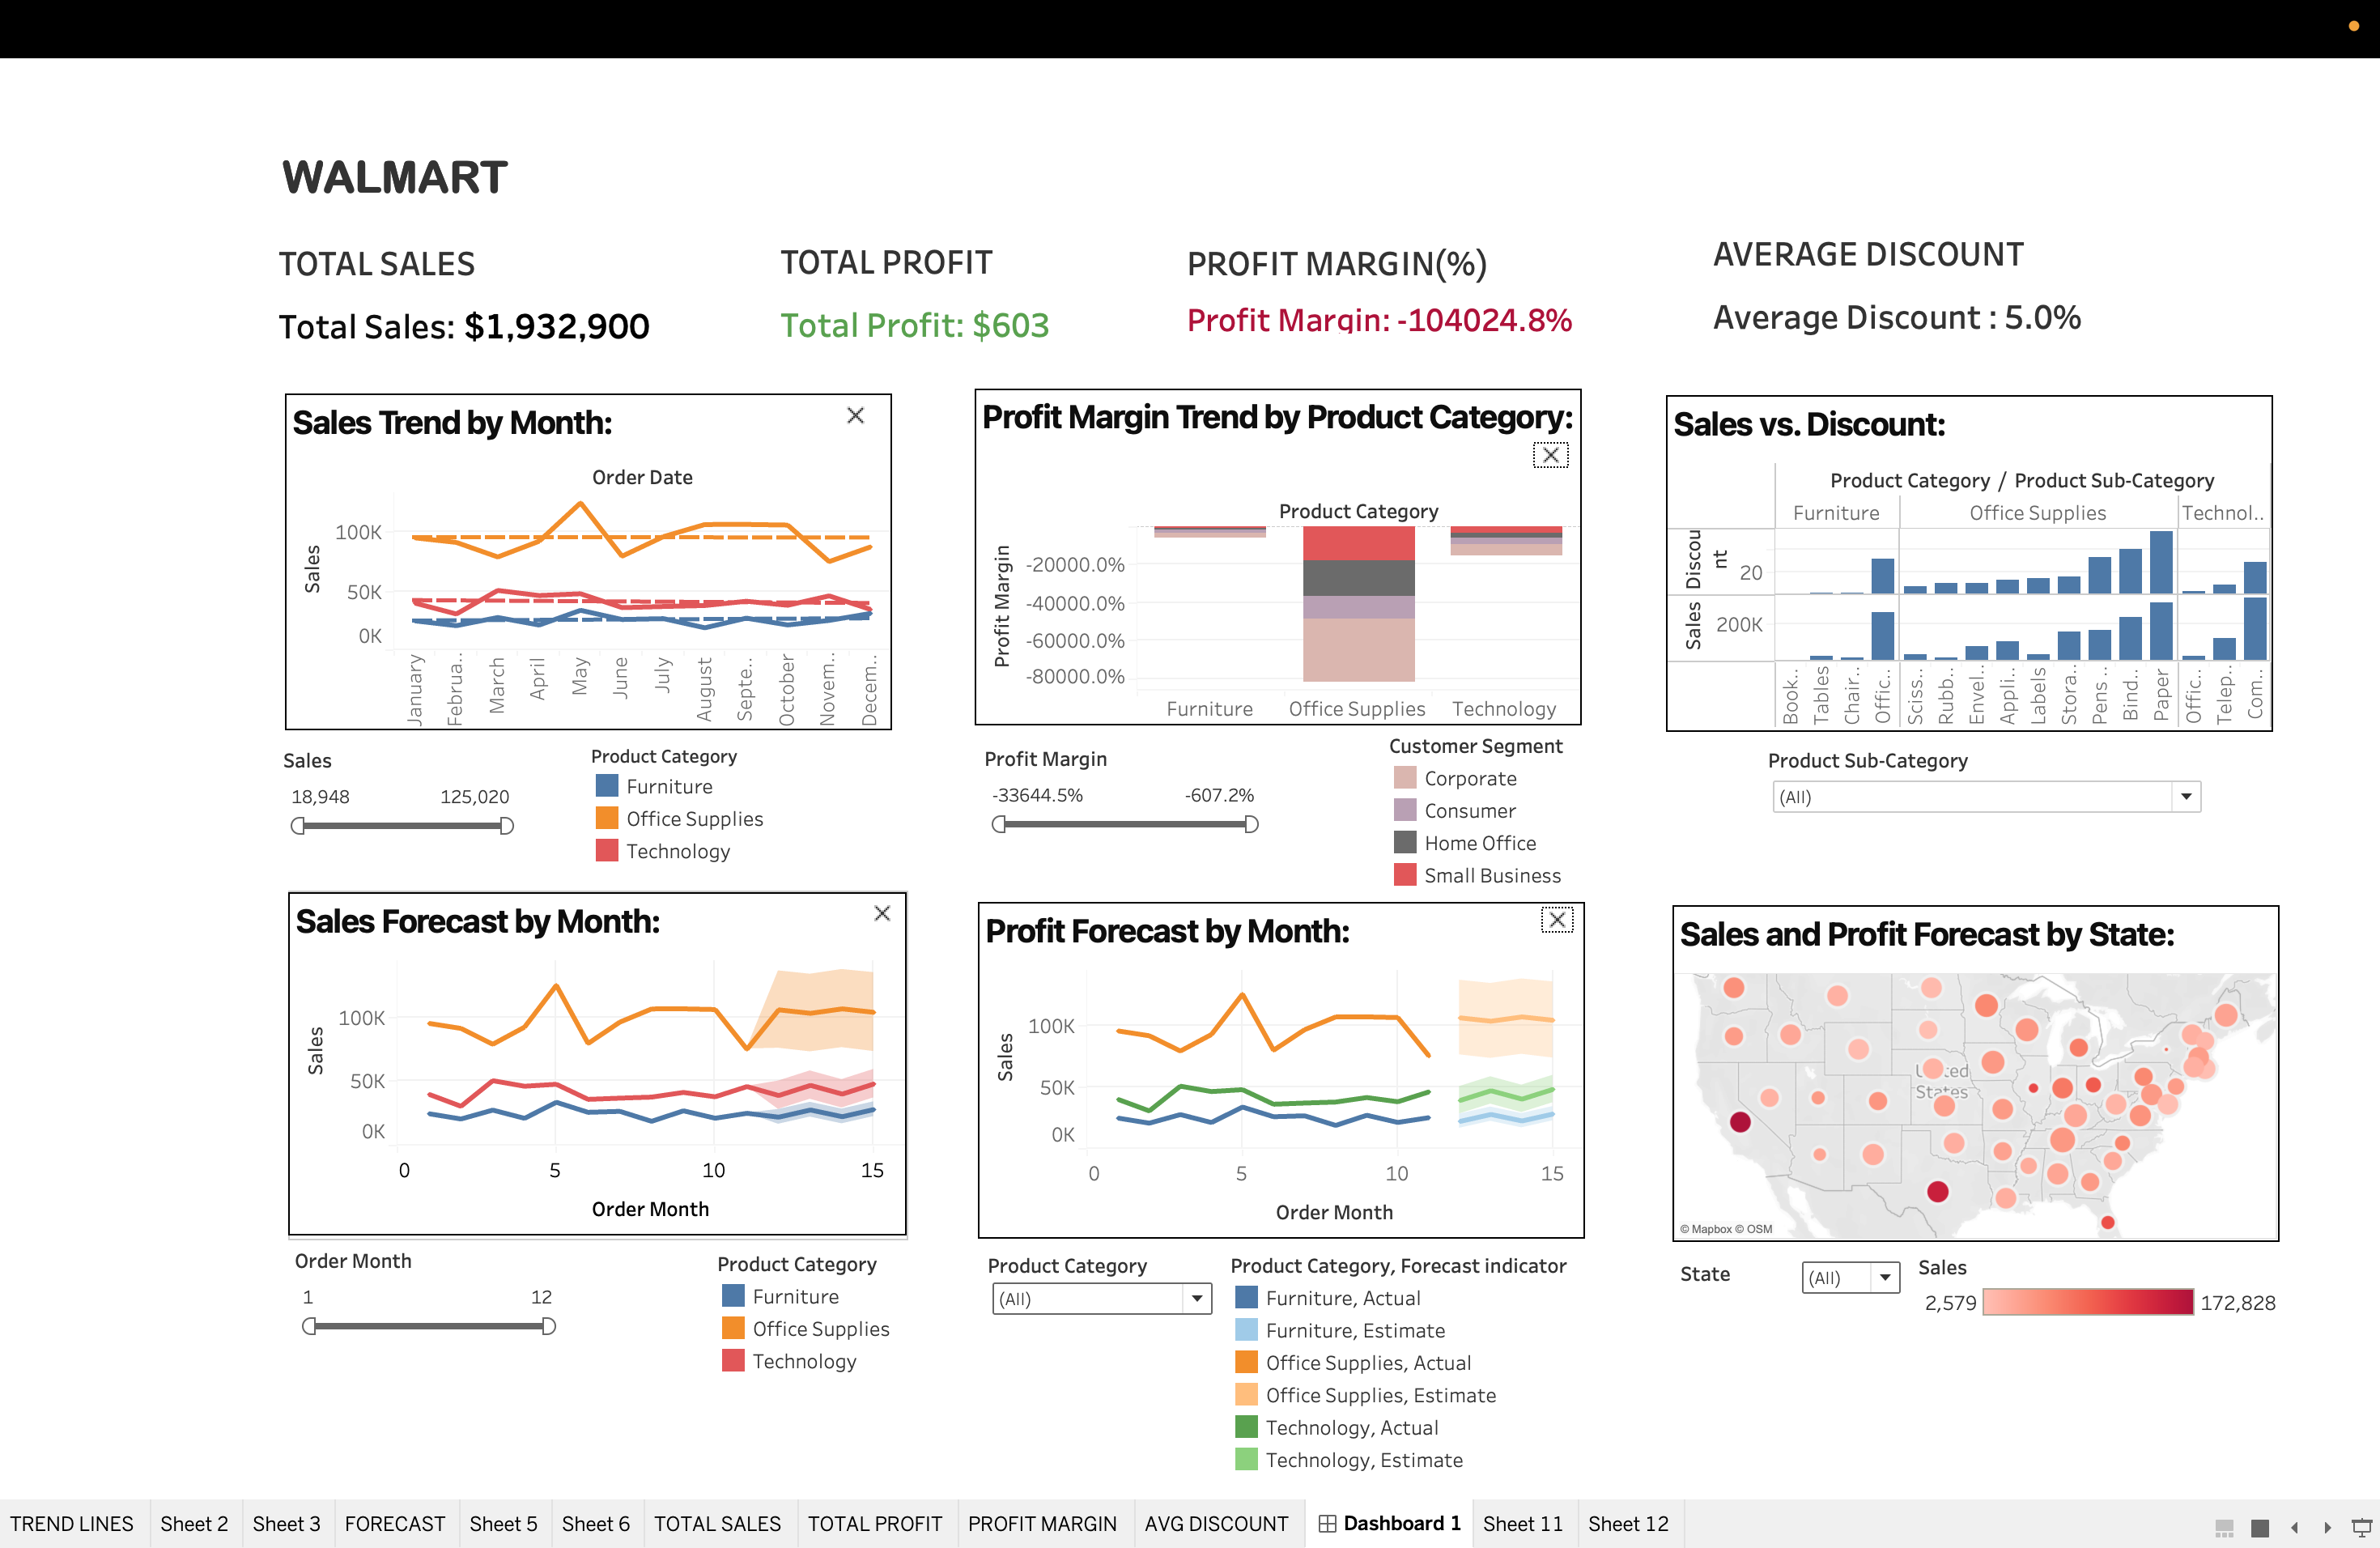 WALMART
TOTAL SALES
Total Sales: $1,932,900
TOTAL PROFIT
Total Profit: $603
PROFIT MARGIN(%)
Profit Margin: -104024.8%
AVERAGE DISCOUNT
Average Discount : 5.0%
Sales Trend by Month:
Order Date
Sales
100K
50K
0K
January
Februa..
March
April
May
June
July
August
Septe..
October
Novem..
Decem..
Sales
18,948 125,020
Product Category
Furniture
Office Supplies
Technology
Profit Margin Trend by Product Category:
Product Category
Profit Margin
-20000.0%
-40000.0%
-60000.0%
-80000.0%
Furniture Office Supplies Technology
Profit Margin
-33644.5% -607.2%
Customer Segment
Corporate
Consumer
Home Office
Small Business
Sales vs. Discount:
Product Category / Product Sub-Category
Furniture Office Supplies Technol..
Discou
nt
20
Sales
200K
Book..
Tables
Chair..
Offic..
Sciss..
Rubb..
Envel..
Appli..
Labels
Stora..
Pens ..
Bind..
Paper
Offic..
Telep..
Com..
Product Sub-Category
(All)
Sales Forecast by Month:
Sales
100K
50K
0K
0 5 10 15
Order Month
Order Month
1 12
Product Category
Furniture
Office Supplies
Technology
Profit Forecast by Month:
Sales
100K
50K
0K
0 5 10 15
Order Month
Product Category
(All)
Product Category, Forecast indicator
Furniture, Actual
Furniture, Estimate
Office Supplies, Actual
Office Supplies, Estimate
Technology, Actual
Technology, Estimate
Sales and Profit Forecast by State:
United
States
© Mapbox © OSM
State
(All)
Sales
2,579 172,828
TREND LINES Sheet 2 Sheet 3 FORECAST Sheet 5 Sheet 6 TOTAL SALES TOTAL PROFIT PROFIT MARGIN AVG DISCOUNT Dashboard 1 Sheet 11 Sheet 12